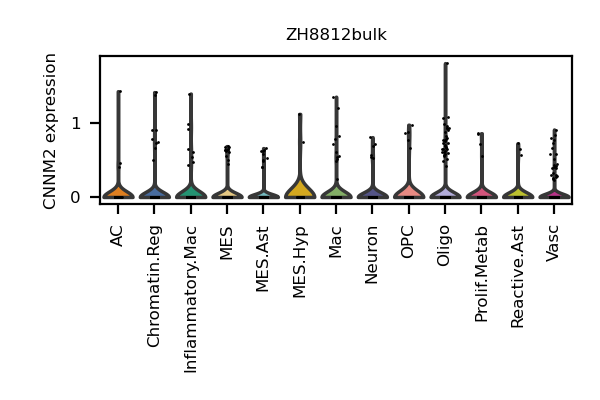 ZH8812bulk
CNNM2 expression
1
0
AC
Chromatin.Reg
Inflammatory.Mac
MES
MES.Ast
MES.Hyp
Mac
Neuron
OPC
Oligo
Prolif.Metab
Reactive.Ast
Vasc